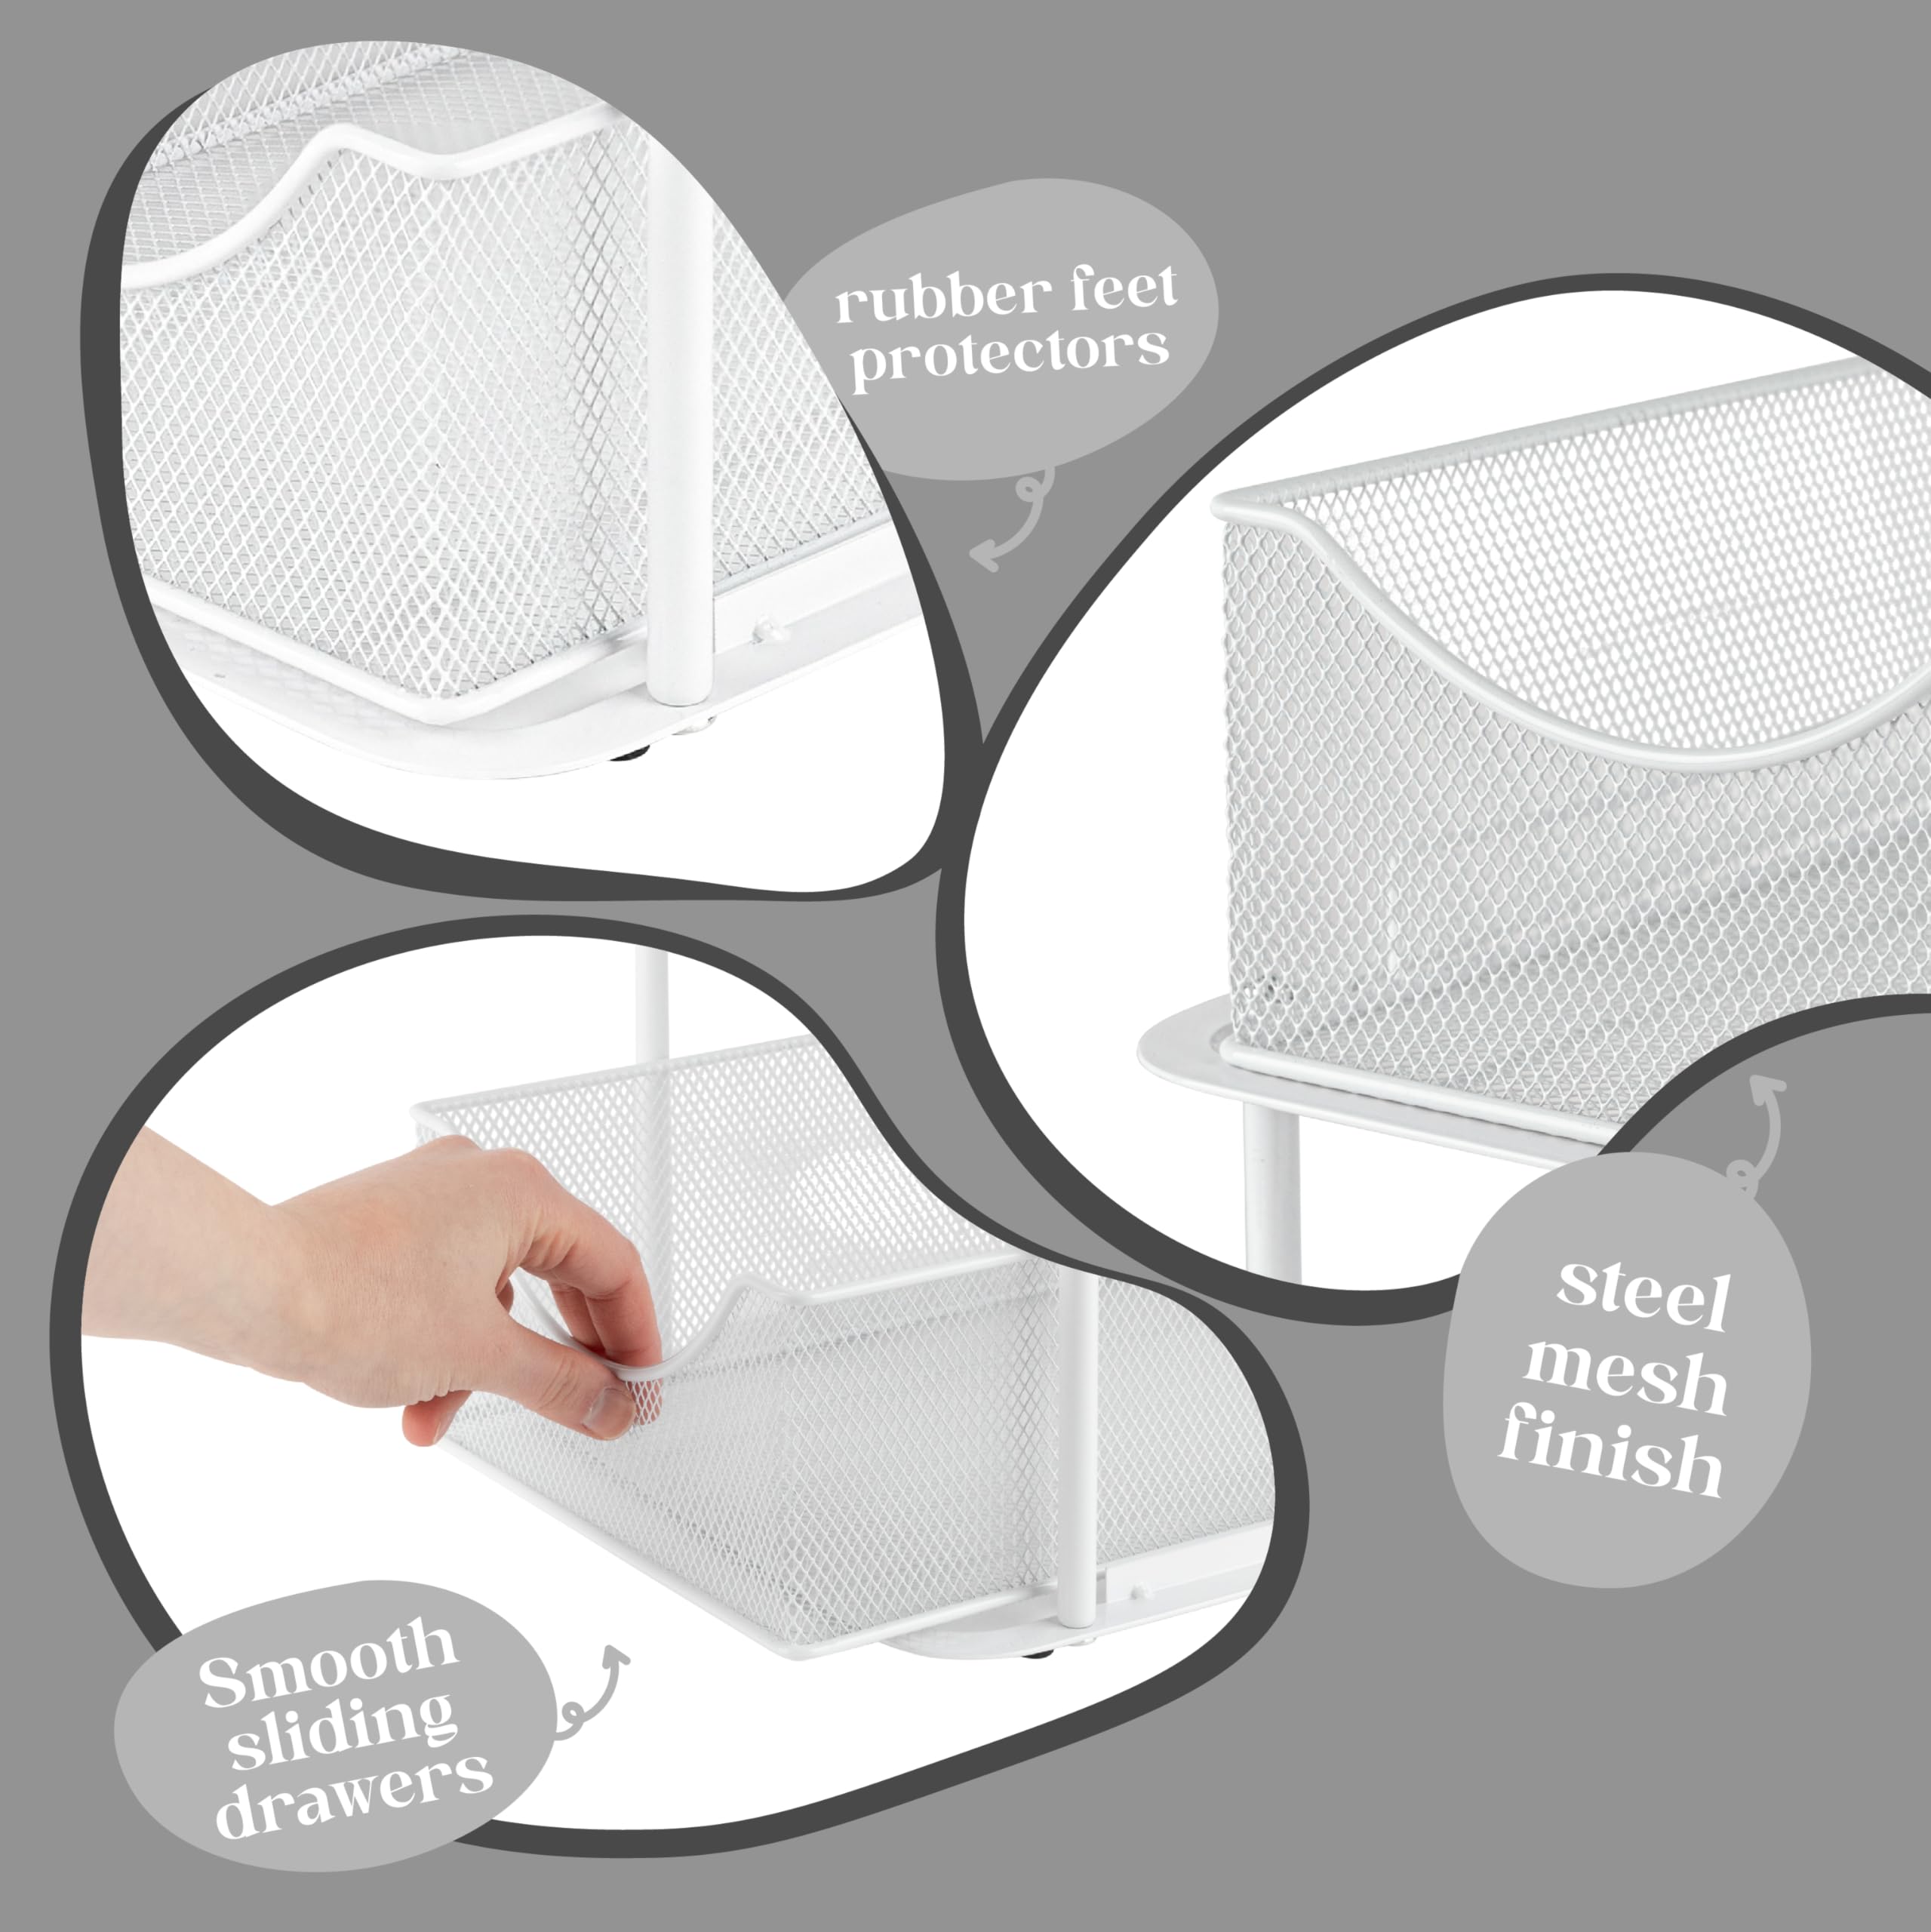 rubber feet
protectors
steel
mesh
finish
Smooth
sliding
drawers